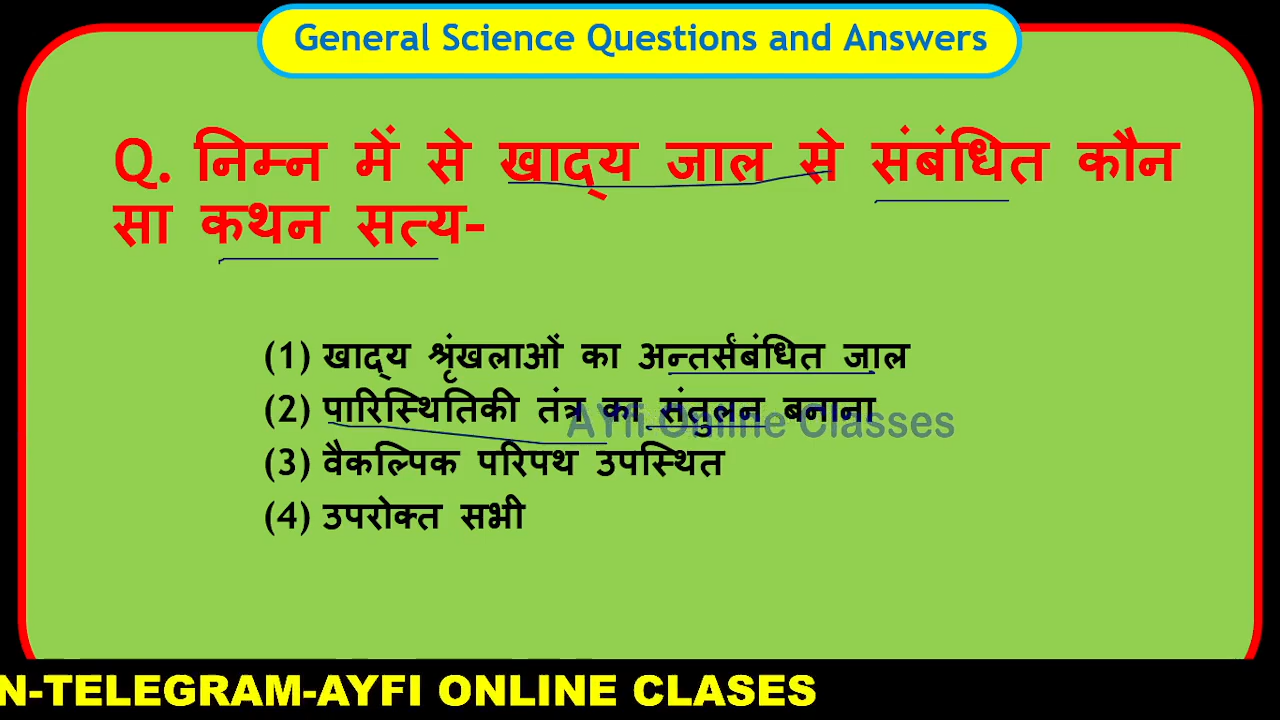 General Science Questions and Answers
Q. निम्न में से खाद्य जाल से संबंधित कौन
सा कथन सत्य-
(1) खाद्य श्रृंखलाओं का अन्तर्संबंधित जाल
(2) पारिस्थितिकी तंत्र का संतुलन बनाना
AYfi Online Classes
(3) वैकल्पिक परिपथ उपस्थित
(4) उपरोक्त सभी
N-TELEGRAM-AYFI ONLINE CLASES